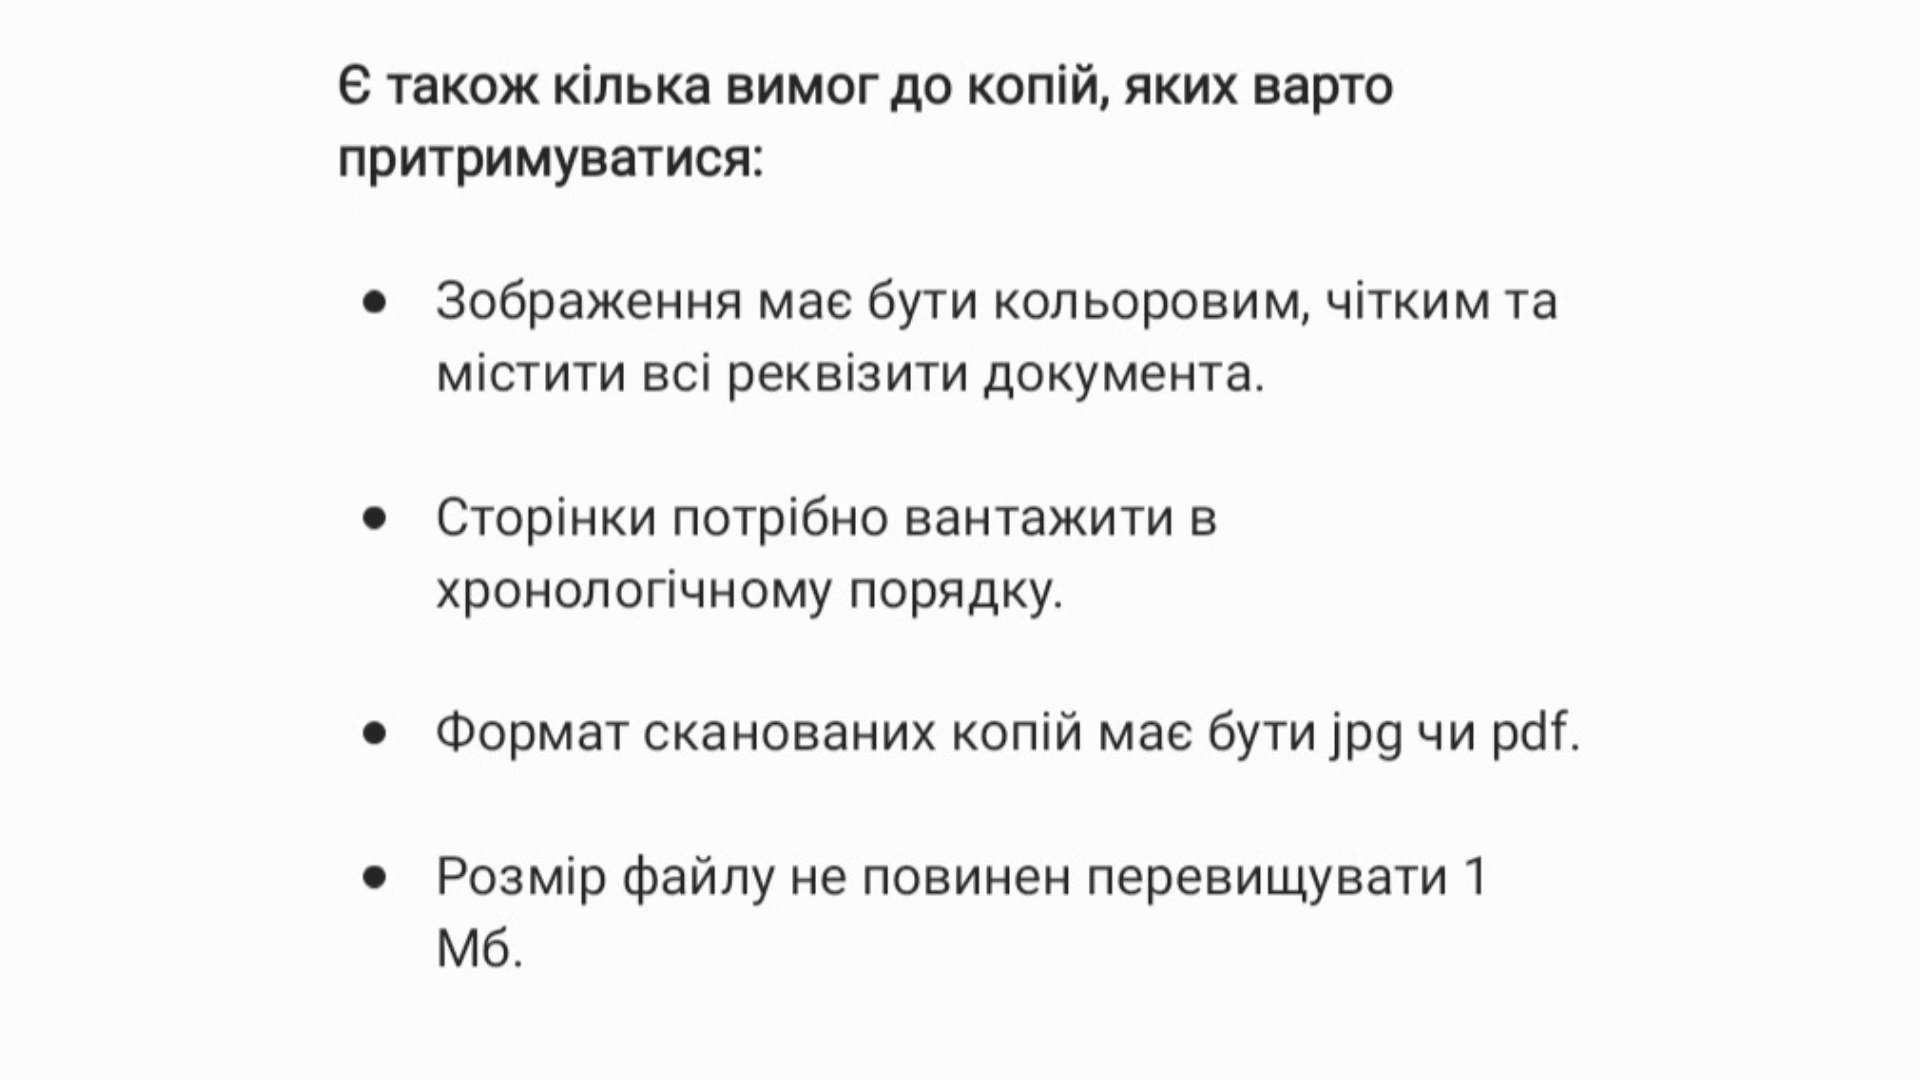 Є також кілька вимог до копій, яких варто
притримуватися:
● Зображення має бути кольоровим, чітким та
містити всі реквізити документа.
● Сторінки потрібно вантажити в
хронологічному порядку.
● Формат сканованих копій має бути jpg чи pdf.
● Розмір файлу не повинен перевищувати 1
Мб.